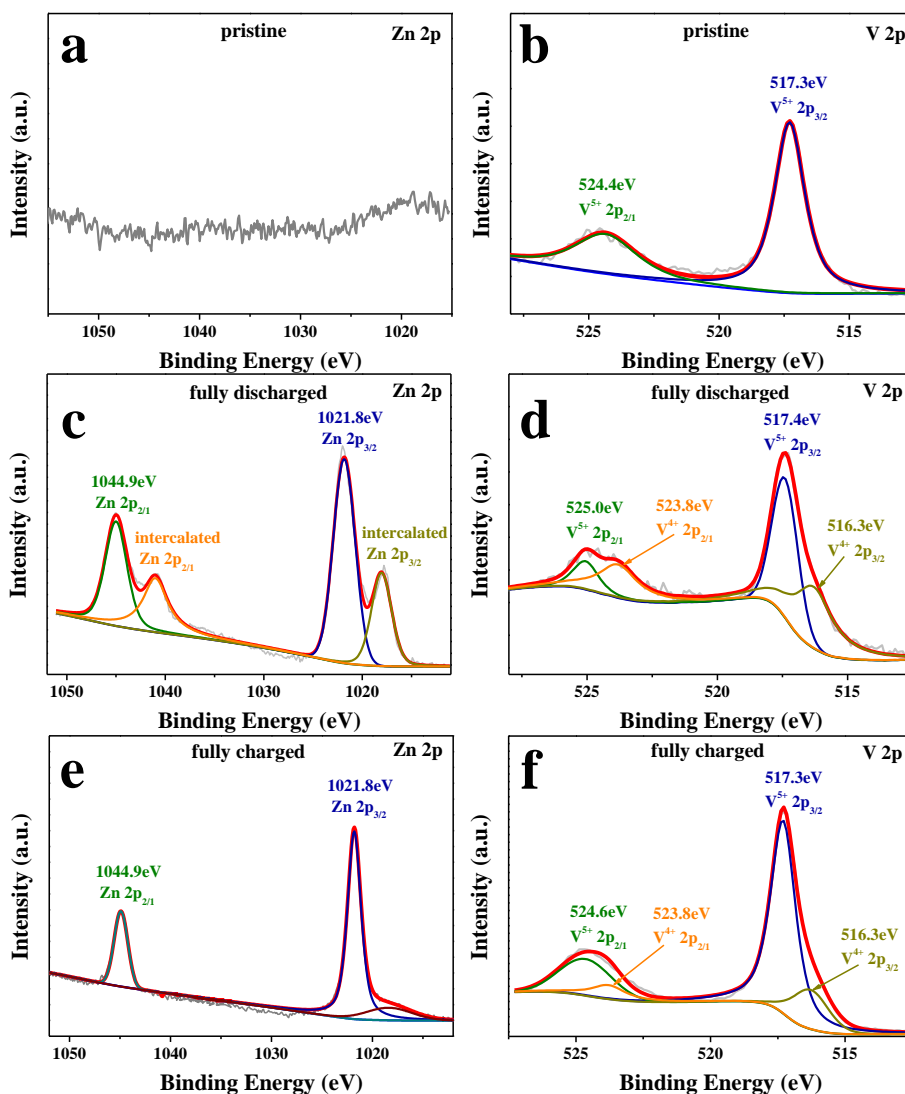 a
pristine
Zn 2p
Intensity (a.u.)
1050
1040
1030
1020
Binding Energy (eV)
b
pristine
V 2p
517.3eV
V⁵⁺ 2p₃/₂
524.4eV
V⁵⁺ 2p₂/₁
Intensity (a.u.)
525
520
515
Binding Energy (eV)
c
fully discharged
Zn 2p
1021.8eV
Zn 2p₃/₂
1044.9eV
Zn 2p₂/₁
intercalated
Zn 2p₂/₁
intercalated
Zn 2p₃/₂
Intensity (a.u.)
1050
1040
1030
1020
Binding Energy (eV)
d
fully discharged
V 2p
517.4eV
V⁵⁺ 2p₃/₂
525.0eV
V⁵⁺ 2p₂/₁
523.8eV
V⁴⁺ 2p₂/₁
516.3eV
V⁴⁺ 2p₃/₂
Intensity (a.u.)
525
520
515
Binding Energy (eV)
e
fully charged
Zn 2p
1021.8eV
Zn 2p₃/₂
1044.9eV
Zn 2p₂/₁
Intensity (a.u.)
1050
1040
1030
1020
Binding Energy (eV)
f
fully charged
V 2p
517.3eV
V⁵⁺ 2p₃/₂
524.6eV
V⁵⁺ 2p₂/₁
523.8eV
V⁴⁺ 2p₂/₁
516.3eV
V⁴⁺ 2p₃/₂
Intensity (a.u.)
525
520
515
Binding Energy (eV)